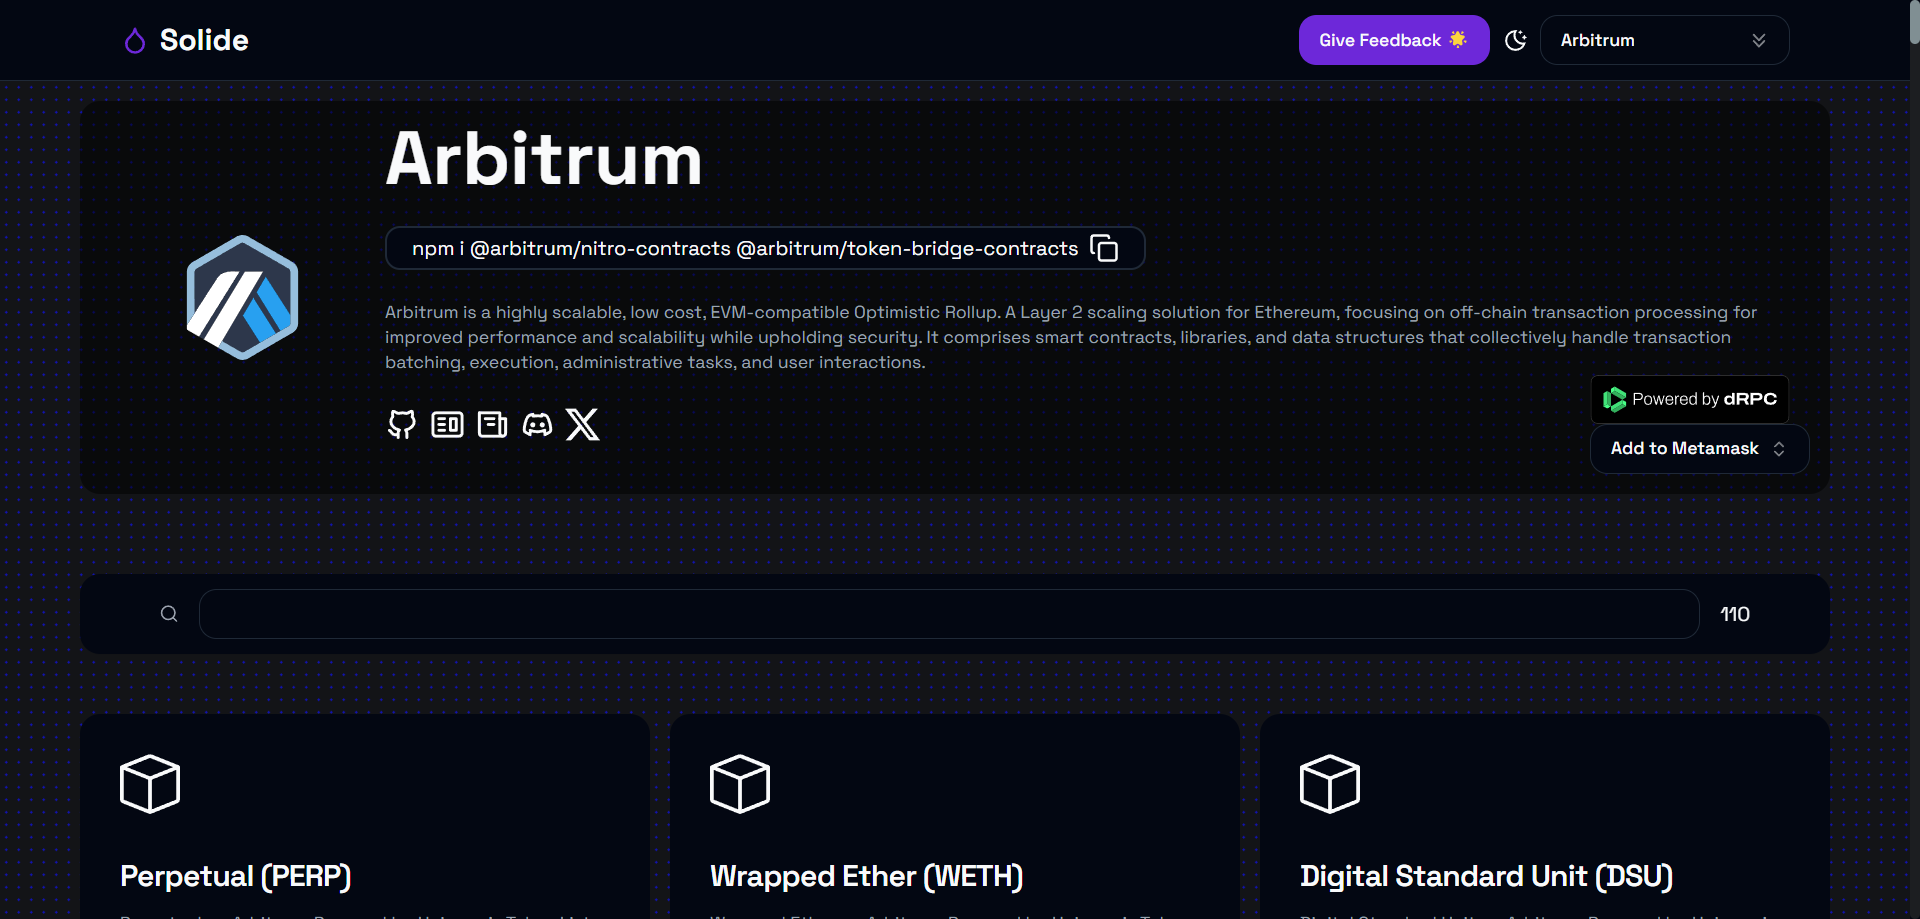 Solide
Give Feedback
Arbitrum
Arbitrum
npm i @arbitrum/nitro-contracts @arbitrum/token-bridge-contracts
Arbitrum is a highly scalable, low cost, EVM-compatible Optimistic Rollup. A Layer 2 scaling solution for Ethereum, focusing on off-chain transaction processing for
improved performance and scalability while upholding security. It comprises smart contracts, libraries, and data structures that collectively handle transaction
batching, execution, administrative tasks, and user interactions.
Powered by dRPC
Add to Metamask
110
Perpetual (PERP)
Wrapped Ether (WETH)
Digital Standard Unit (DSU)